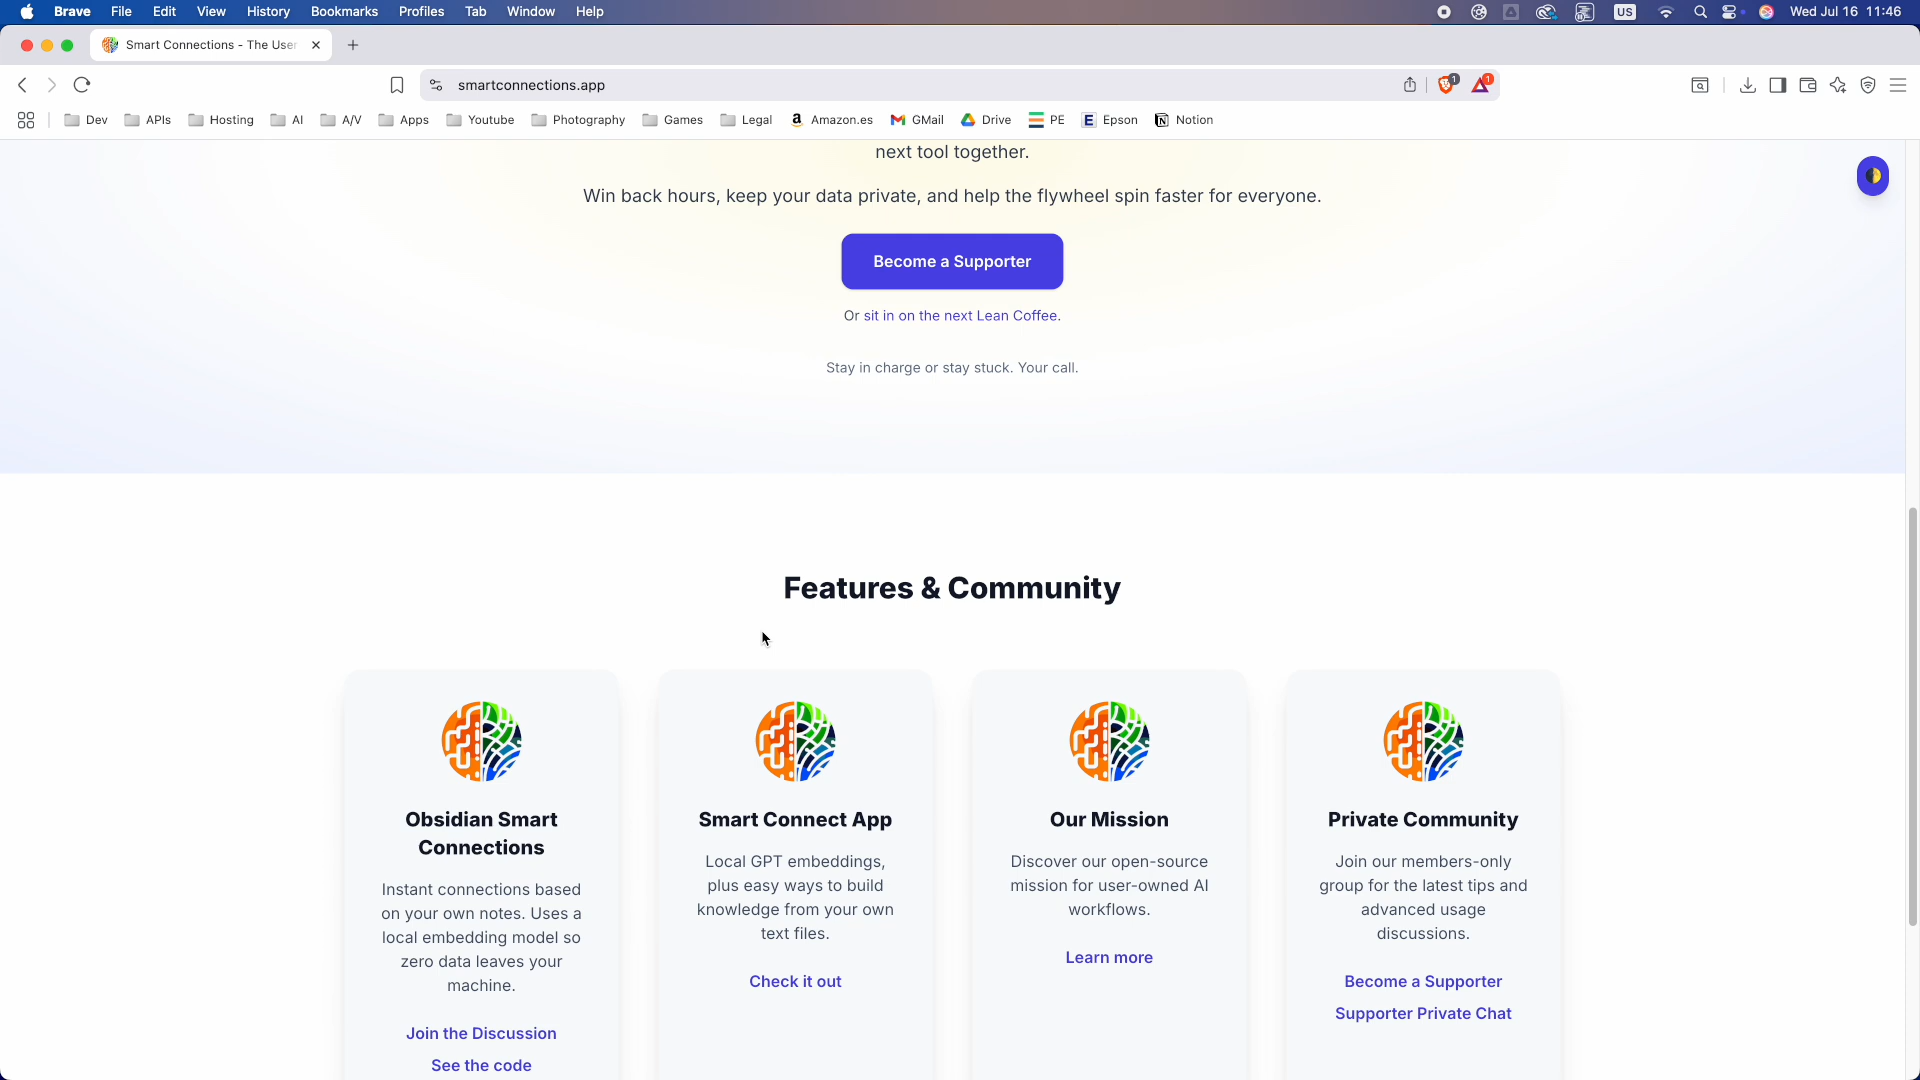 Brave File Edit View History Bookmarks Profiles Tab Window Help US Wed Jul 16 11:46
Smart Connections - The User
smartconnections.app 1 1
Dev APIs Hosting AI A/V Apps Youtube Photography Games Legal Amazon.es GMail Drive PE Epson Notion
next tool together.
Win back hours, keep your data private, and help the flywheel spin faster for everyone.
Become a Supporter
Or sit in on the next Lean Coffee.
Stay in charge or stay stuck. Your call.
Features & Community
Obsidian Smart
Connections
Instant connections based
on your own notes. Uses a
local embedding model so
zero data leaves your
machine.
Join the Discussion
See the code
Smart Connect App
Local GPT embeddings,
plus easy ways to build
knowledge from your own
text files.
Check it out
Our Mission
Discover our open-source
mission for user-owned AI
workflows.
Learn more
Private Community
Join our members-only
group for the latest tips and
advanced usage
discussions.
Become a Supporter
Supporter Private Chat